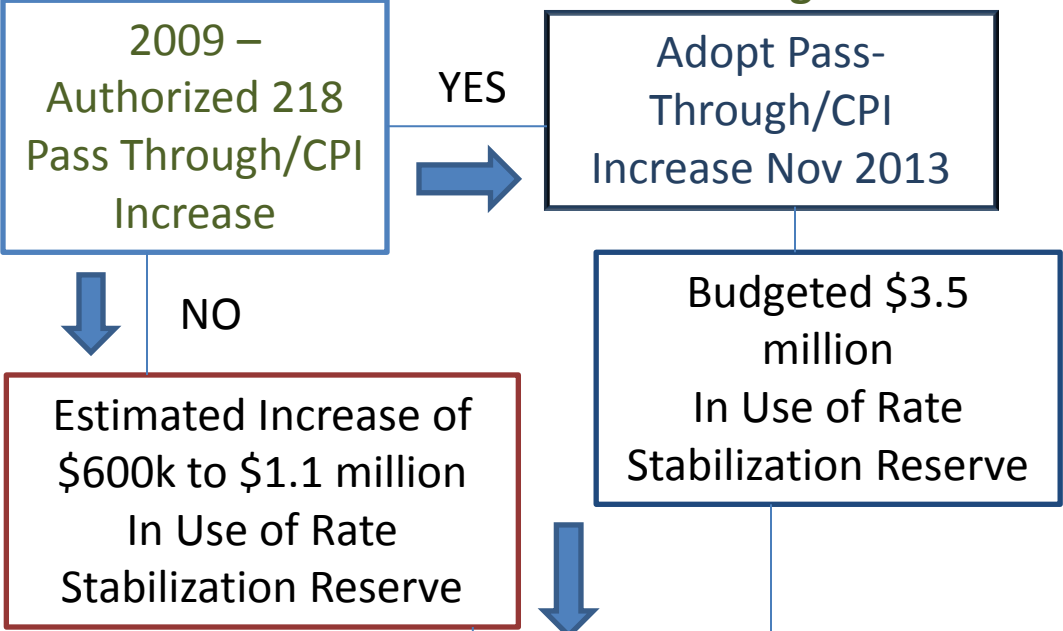 2009 –
Authorized 218
Pass Through/CPI
Increase
YES
Adopt Pass-
Through/CPI
Increase Nov 2013
NO
Budgeted $3.5
million
In Use of Rate
Stabilization Reserve
Estimated Increase of
$600k to $1.1 million
In Use of Rate
Stabilization Reserve